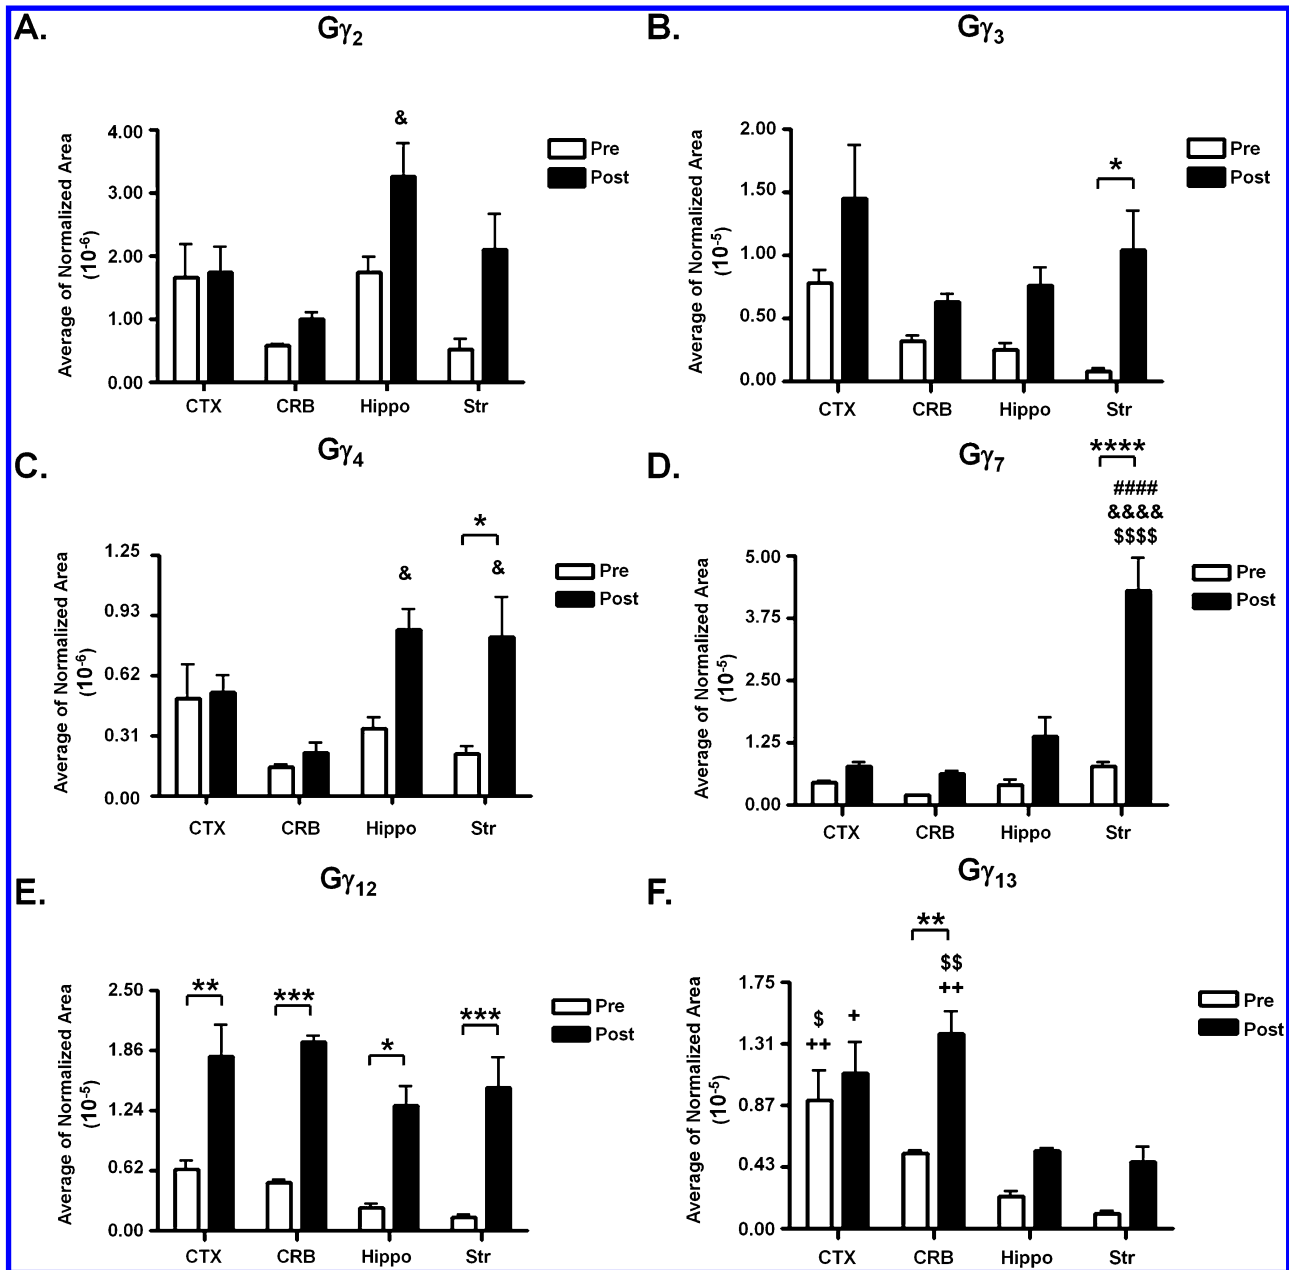 A.
Gγ2
4.00
3.00
2.00
1.00
0.00
Average of Normalized Area
(10-6)
&
Pre
Post
CTX CRB Hippo Str
B.
Gγ3
2.00
1.50
1.00
0.50
0.00
Average of Normalized Area
(10-5)
*
Pre
Post
CTX CRB Hippo Str
C.
Gγ4
1.25
0.93
0.62
0.31
0.00
Average of Normalized Area
(10-6)
*
& &
Pre
Post
CTX CRB Hippo Str
D.
Gγ7
5.00
3.75
2.50
1.25
0.00
Average of Normalized Area
(10-5)
****
####
&&&&
$$$$
Pre
Post
CTX CRB Hippo Str
E.
Gγ12
2.50
1.86
1.24
0.62
0.00
Average of Normalized Area
(10-5)
** *** * ***
Pre
Post
CTX CRB Hippo Str
F.
Gγ13
1.75
1.31
0.87
0.43
0.00
Average of Normalized Area
(10-5)
**
$ + $$
++ ++
Pre
Post
CTX CRB Hippo Str